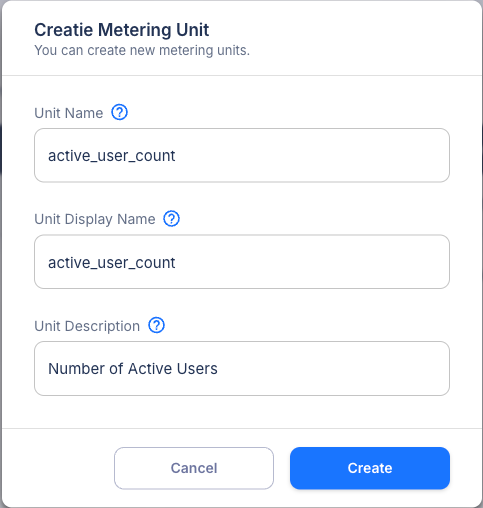 Creatie Metering Unit
You can create new metering units.
Unit Name
active_user_count
Unit Display Name
active_user_count
Unit Description
Number of Active Users
Cancel
Create